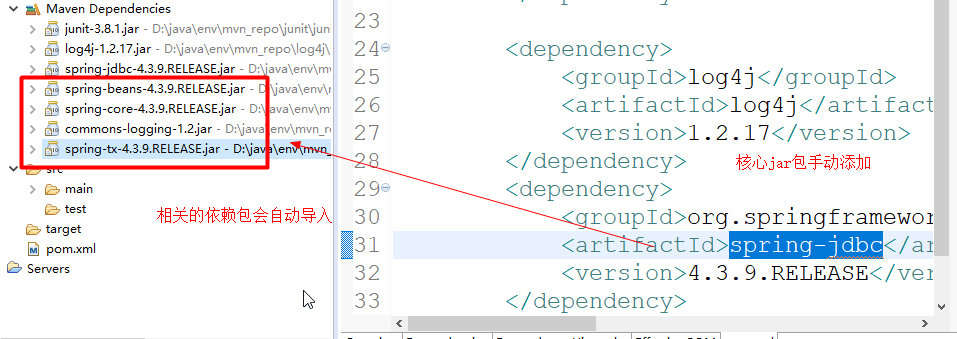 Maven Dependencies
junit-3.8.1.jar - D:\java\env\mvn_repo\junit\jun
log4j-1.2.17.jar - D:\java\env\mvn_repo\log4j\
spring-jdbc-4.3.9.RELEASE.jar - D:\java\env\mv
spring-beans-4.3.9.RELEASE.jar - D:\java\env\m
spring-core-4.3.9.RELEASE.jar - D:\java\env\mv
commons-logging-1.2.jar - D:\java\env\mvn_re
spring-tx-4.3.9.RELEASE.jar - D:\java\env\mvn_
src
main
test
target
pom.xml
Servers
相关的依赖包会自动导入
</dependency>
23
24 <dependency>
25 <groupId>log4j</groupId>
26 <artifactId>log4j</artifact
27 <version>1.2.17</version>
28 </dependency>
核心jar包手动添加
29 <dependency>
30 <groupId>org.springframewor
31 <artifactId>spring-jdbc</ar
32 <version>4.3.9.RELEASE</ver
33 </dependency>